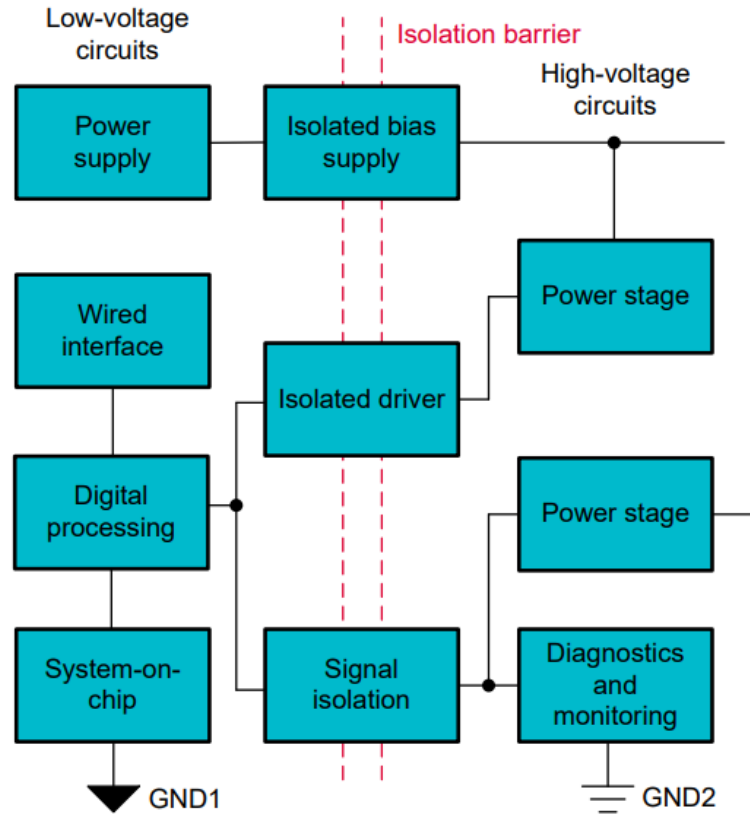 Low-voltage
circuits
Isolation barrier
High-voltage
circuits
Power
supply
Isolated bias
supply
Power stage
Wired
interface
Isolated driver
Digital
processing
Power stage
System-on-
chip
Signal
isolation
Diagnostics
and
monitoring
GND1
GND2